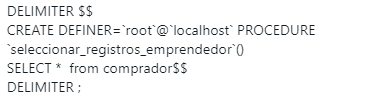 DELIMITER $$
CREATE DEFINER=`root`@`localhost` PROCEDURE
`seleccionar_registros_emprendedor`()
SELECT *  from comprador$$
DELIMITER ;